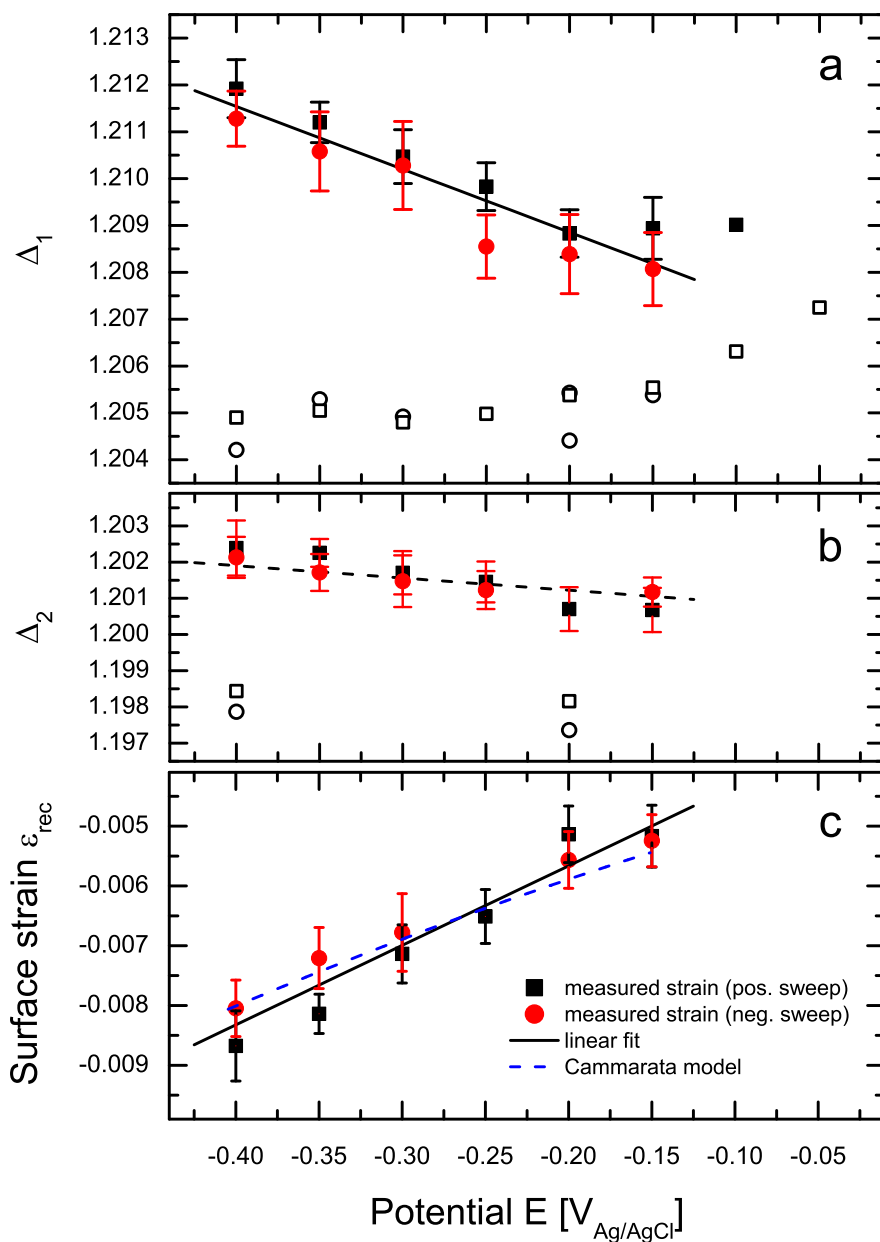 a
1.213
1.212
1.211
1.210
1.209
1.208
1.207
1.206
1.205
1.204
Δ1
b
1.203
1.202
1.201
1.200
1.199
1.198
1.197
Δ2
c
-0.005
-0.006
-0.007
-0.008
-0.009
Surface strain εrec
measured strain (pos. sweep)
measured strain (neg. sweep)
linear fit
Cammarata model
-0.40 -0.35 -0.30 -0.25 -0.20 -0.15 -0.10 -0.05
Potential E [VAg/AgCl]